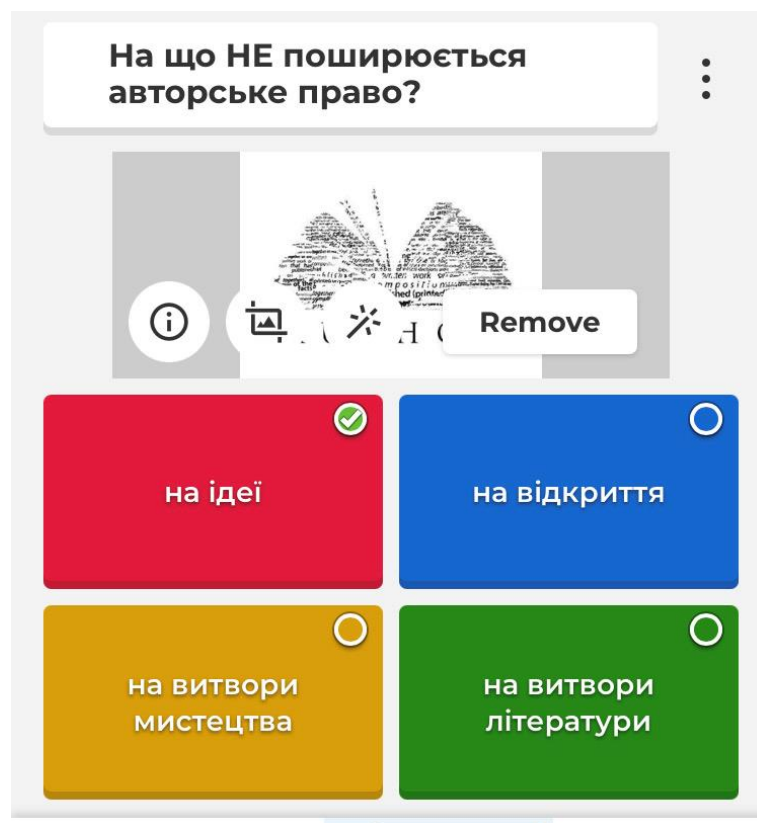 На що НЕ поширюється
авторське право?
Remove
на ідеї
на відкриття
на витвори
мистецтва
на витвори
літератури